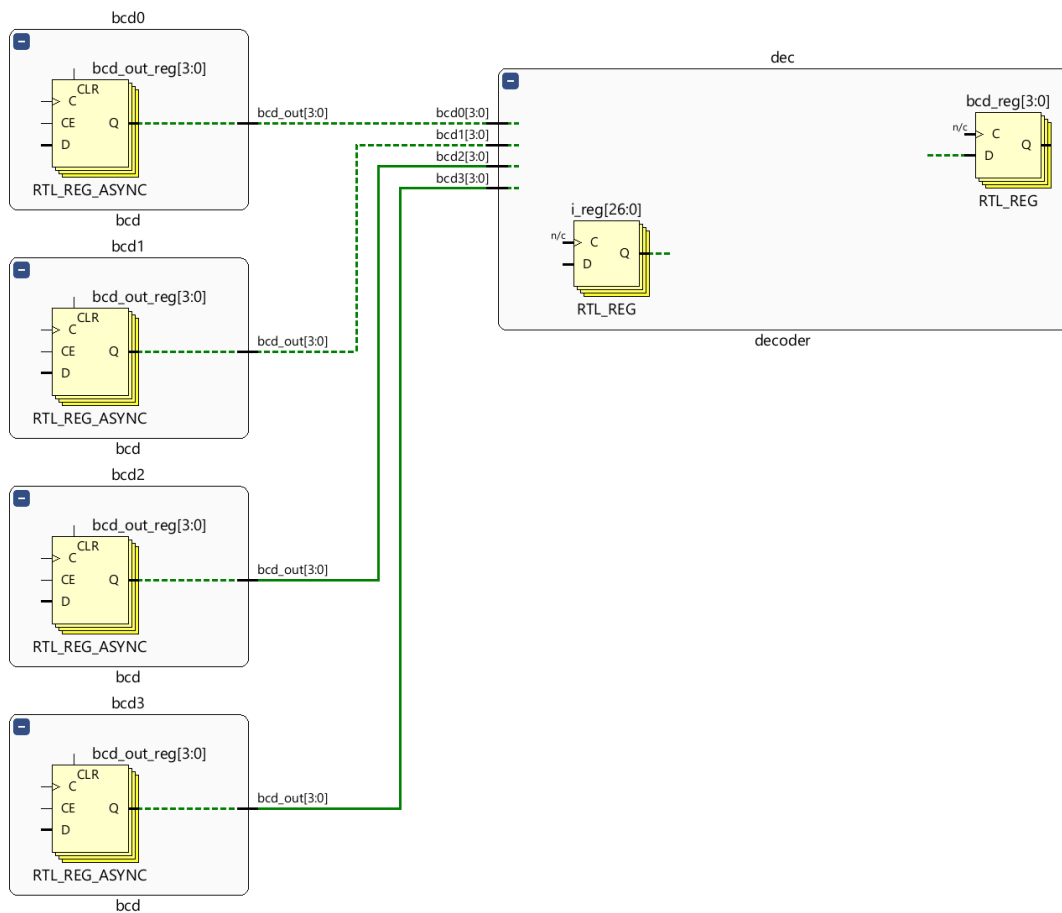 bcd0
bcd_out_reg[3:0]
CLR
C
CE
Q
D
RTL_REG_ASYNC
bcd
bcd_out[3:0]
bcd1
bcd_out_reg[3:0]
CLR
C
CE
Q
D
RTL_REG_ASYNC
bcd
bcd_out[3:0]
bcd2
bcd_out_reg[3:0]
CLR
C
CE
Q
D
RTL_REG_ASYNC
bcd
bcd_out[3:0]
bcd3
bcd_out_reg[3:0]
CLR
C
CE
Q
D
RTL_REG_ASYNC
bcd
bcd_out[3:0]
dec
bcd0[3:0]
bcd1[3:0]
bcd2[3:0]
bcd3[3:0]
i_reg[26:0]
n/c
C
Q
D
RTL_REG
bcd_reg[3:0]
n/c
C
Q
D
RTL_REG
decoder